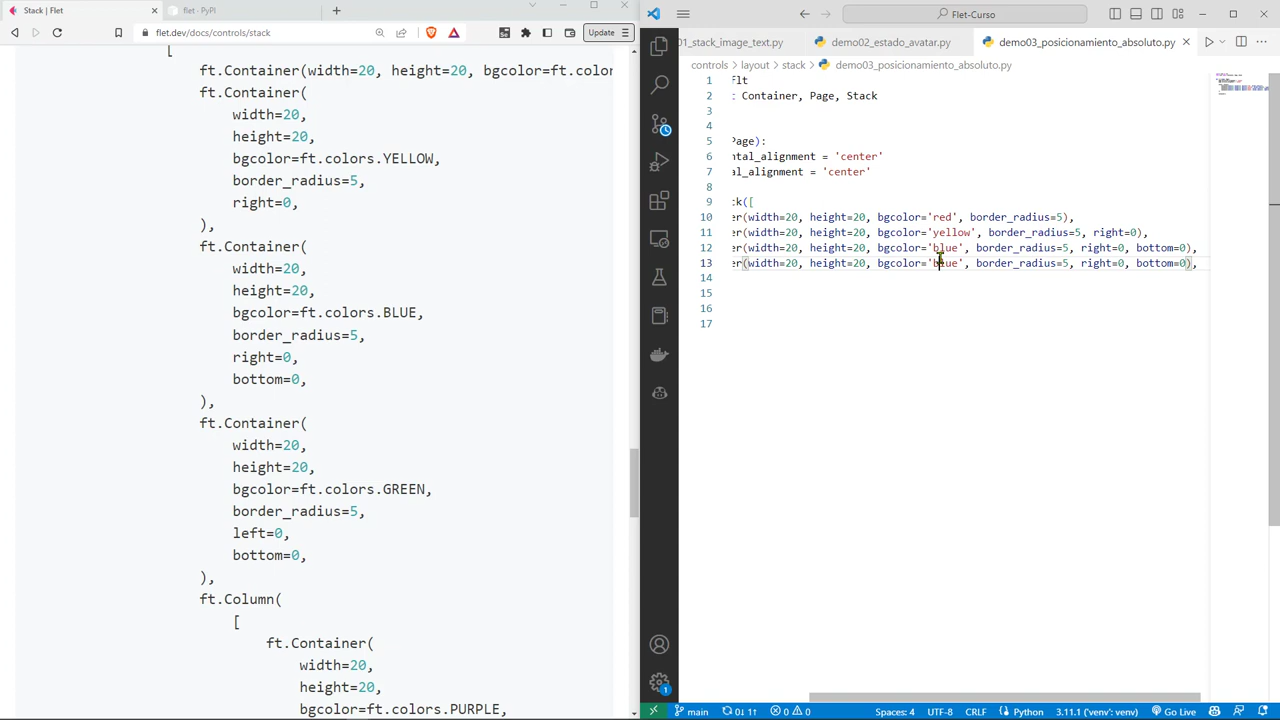 Stack | Flet
flet · PyPI
flet.dev/docs/controls/stack
Update
[
ft.Container(width=20, height=20, bgcolor=ft.color
ft.Container(
width=20,
height=20,
bgcolor=ft.colors.YELLOW,
border_radius=5,
right=0,
),
ft.Container(
width=20,
height=20,
bgcolor=ft.colors.BLUE,
border_radius=5,
right=0,
bottom=0,
),
ft.Container(
width=20,
height=20,
bgcolor=ft.colors.GREEN,
border_radius=5,
left=0,
bottom=0,
),
ft.Column(
[
ft.Container(
width=20,
height=20,
bgcolor=ft.colors.PURPLE,
Flet-Curso
01_stack_image_text.py
demo03_posicionamiento_absoluto.py
controls > layout > stack > demo03_posicionamiento_absoluto.py
1 flt
2 : Container, Page, Stack
3
4
5 Page):
6 ntal_alignment = 'center'
7 al_alignment = 'center'
8
9 ck([
10 er(width=20, height=20, bgcolor='red', border_radius=5),
11 er(width=20, height=20, bgcolor='yellow', border_radius=5, right=0),
12 er(width=20, height=20, bgcolor='blue', border_radius=5, right=0, bottom=0),
13 er(width=20, height=20, bgcolor='blue', border_radius=5, right=0, bottom=0),
14
15
16
17
1
main
0↓ 1↑
0
0
Spaces: 4
UTF-8
CRLF
Python
3.11.1 ('venv': venv)
Go Live